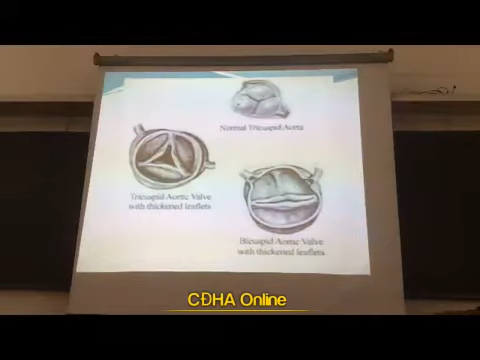 Normal Tricuspid Aorta
Tricuspid Aortic Valve
with thickened leaflets
Bicuspid Aortic Valve
with thickened leaflets
CĐHA Online